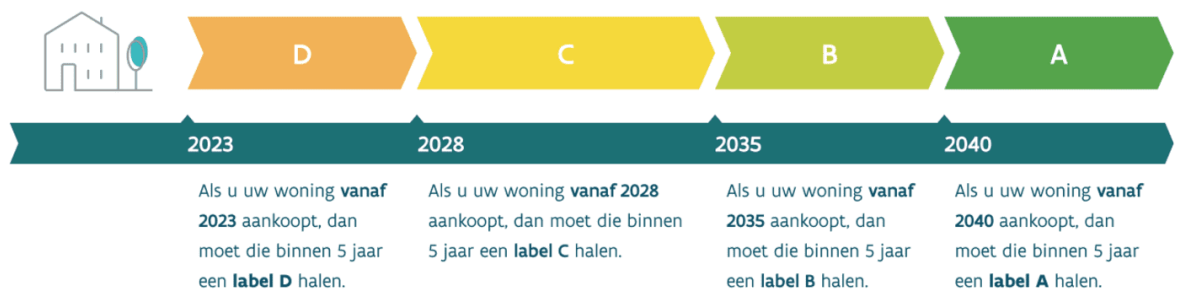 D
C
B
A
2023
2028
2035
2040
Als u uw woning vanaf
2023 aankoopt, dan
moet die binnen 5 jaar
een label D halen.
Als u uw woning vanaf 2028
aankoopt, dan moet die binnen
5 jaar een label C halen.
Als u uw woning vanaf
2035 aankoopt, dan
moet die binnen 5 jaar
een label B halen.
Als u uw woning vanaf
2040 aankoopt, dan
moet die binnen 5 jaar
een label A halen.